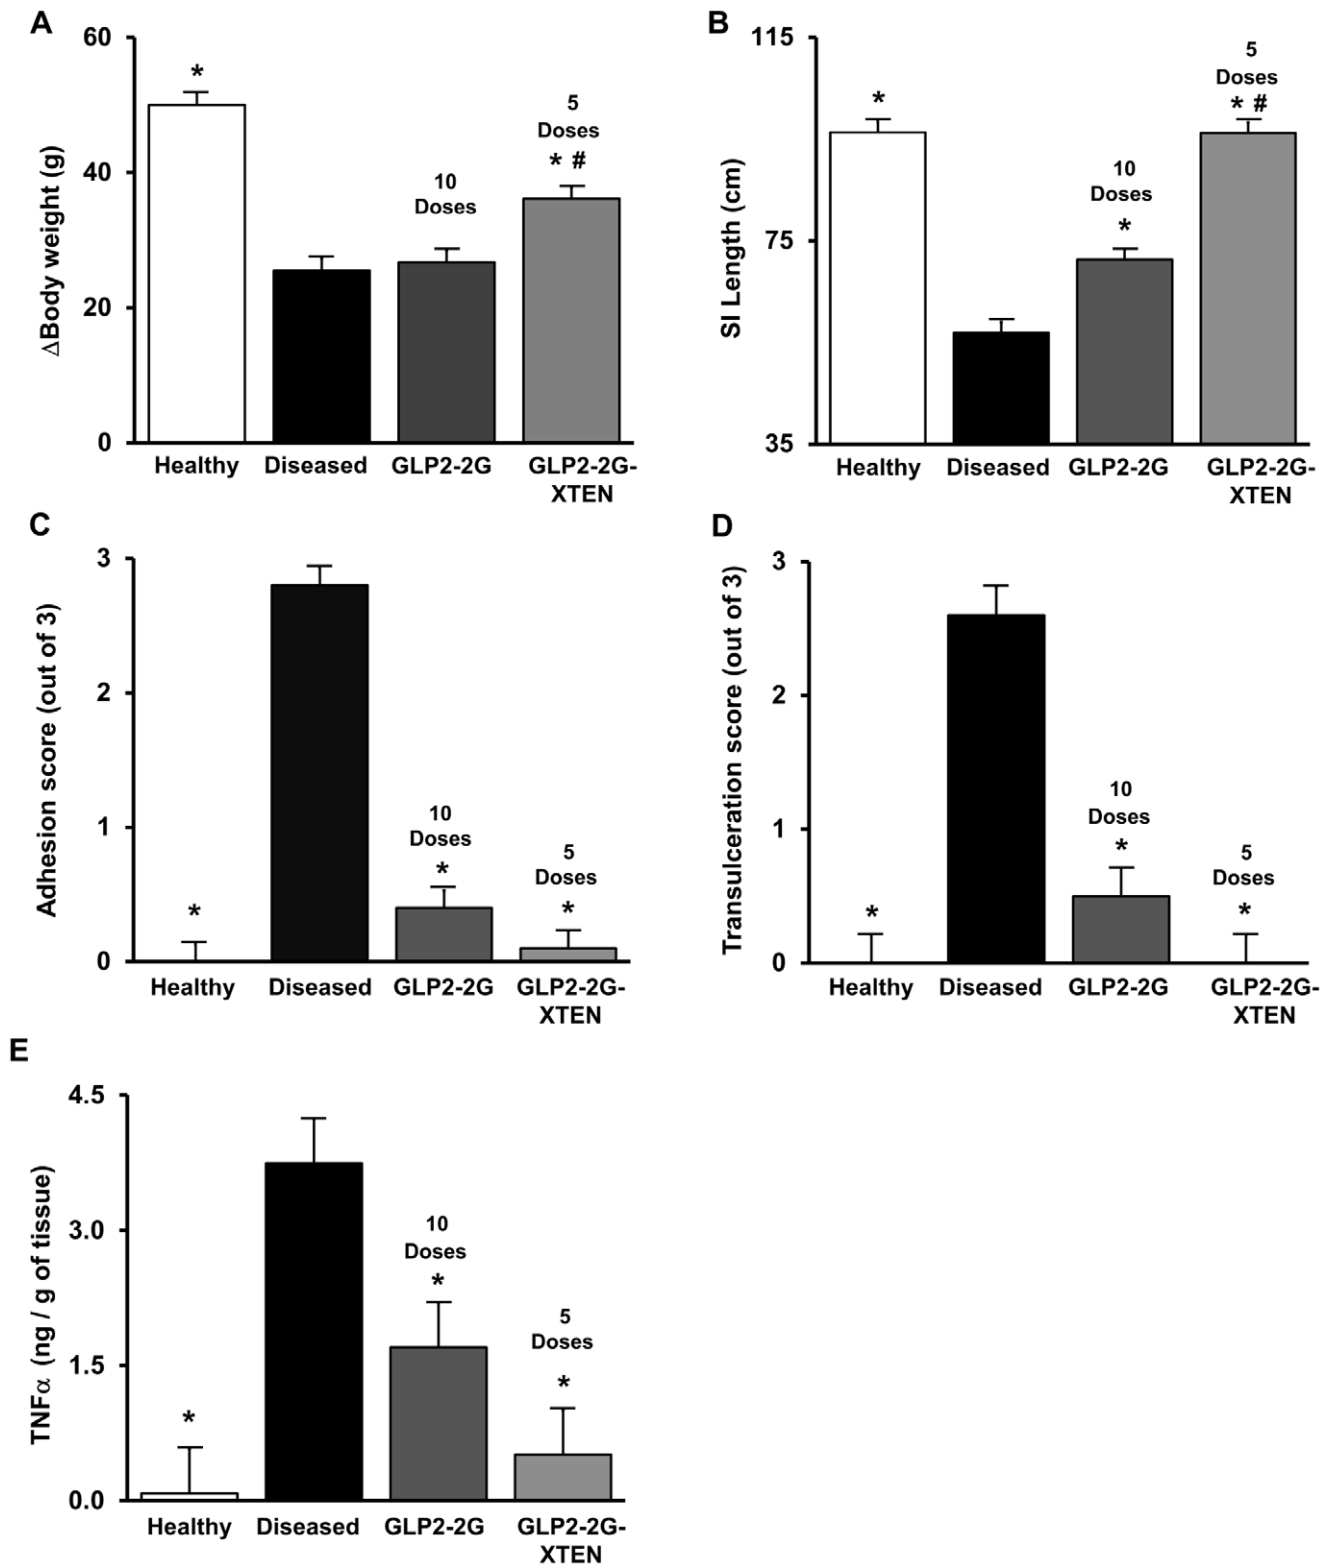 A
60
40
20
0
ΔBody weight (g)
*
10
Doses
5
Doses
* #
Healthy
Diseased
GLP2-2G
GLP2-2G-
XTEN
B
115
75
35
SI Length (cm)
*
10
Doses
*
5
Doses
* #
Healthy
Diseased
GLP2-2G
GLP2-2G-
XTEN
C
3
2
1
0
Adhesion score (out of 3)
*
10
Doses
*
5
Doses
*
Healthy
Diseased
GLP2-2G
GLP2-2G-
XTEN
D
3
2
1
0
Transulceration score (out of 3)
*
10
Doses
*
5
Doses
*
Healthy
Diseased
GLP2-2G
GLP2-2G-
XTEN
E
4.5
3.0
1.5
0.0
TNFα (ng / g of tissue)
*
10
Doses
*
5
Doses
*
Healthy
Diseased
GLP2-2G
GLP2-2G-
XTEN